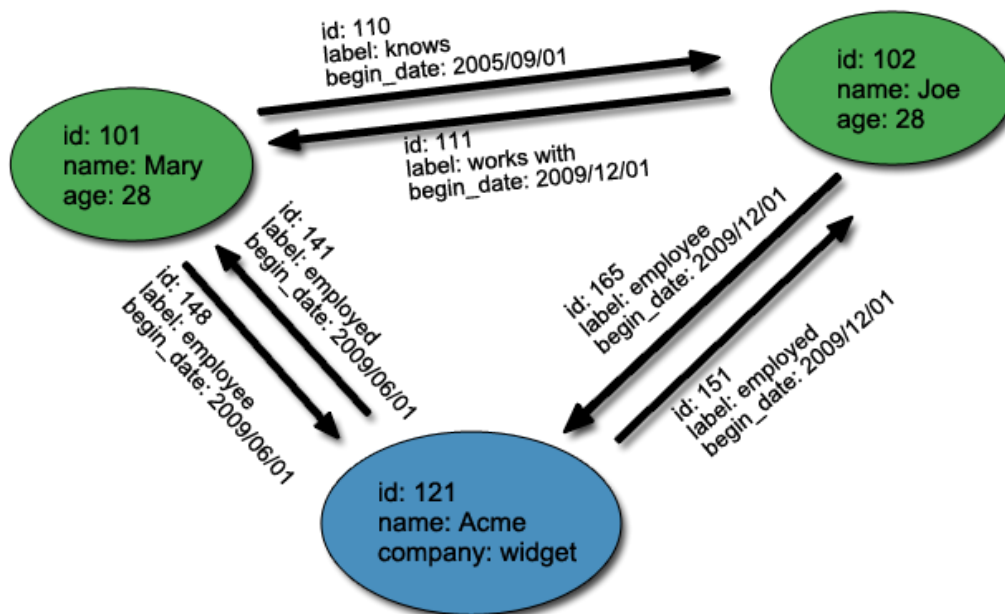 id: 110
label: knows
begin_date: 2005/09/01
id: 102
name: Joe
age: 28
id: 101
name: Mary
age: 28
id: 111
label: works with
begin_date: 2009/12/01
id: 141
label: employed
begin_date: 2009/06/01
id: 148
label: employee
begin_date: 2009/06/01
id: 165
label: employee
begin_date: 2009/12/01
id: 151
label: employed
begin_date: 2009/12/01
id: 121
name: Acme
company: widget